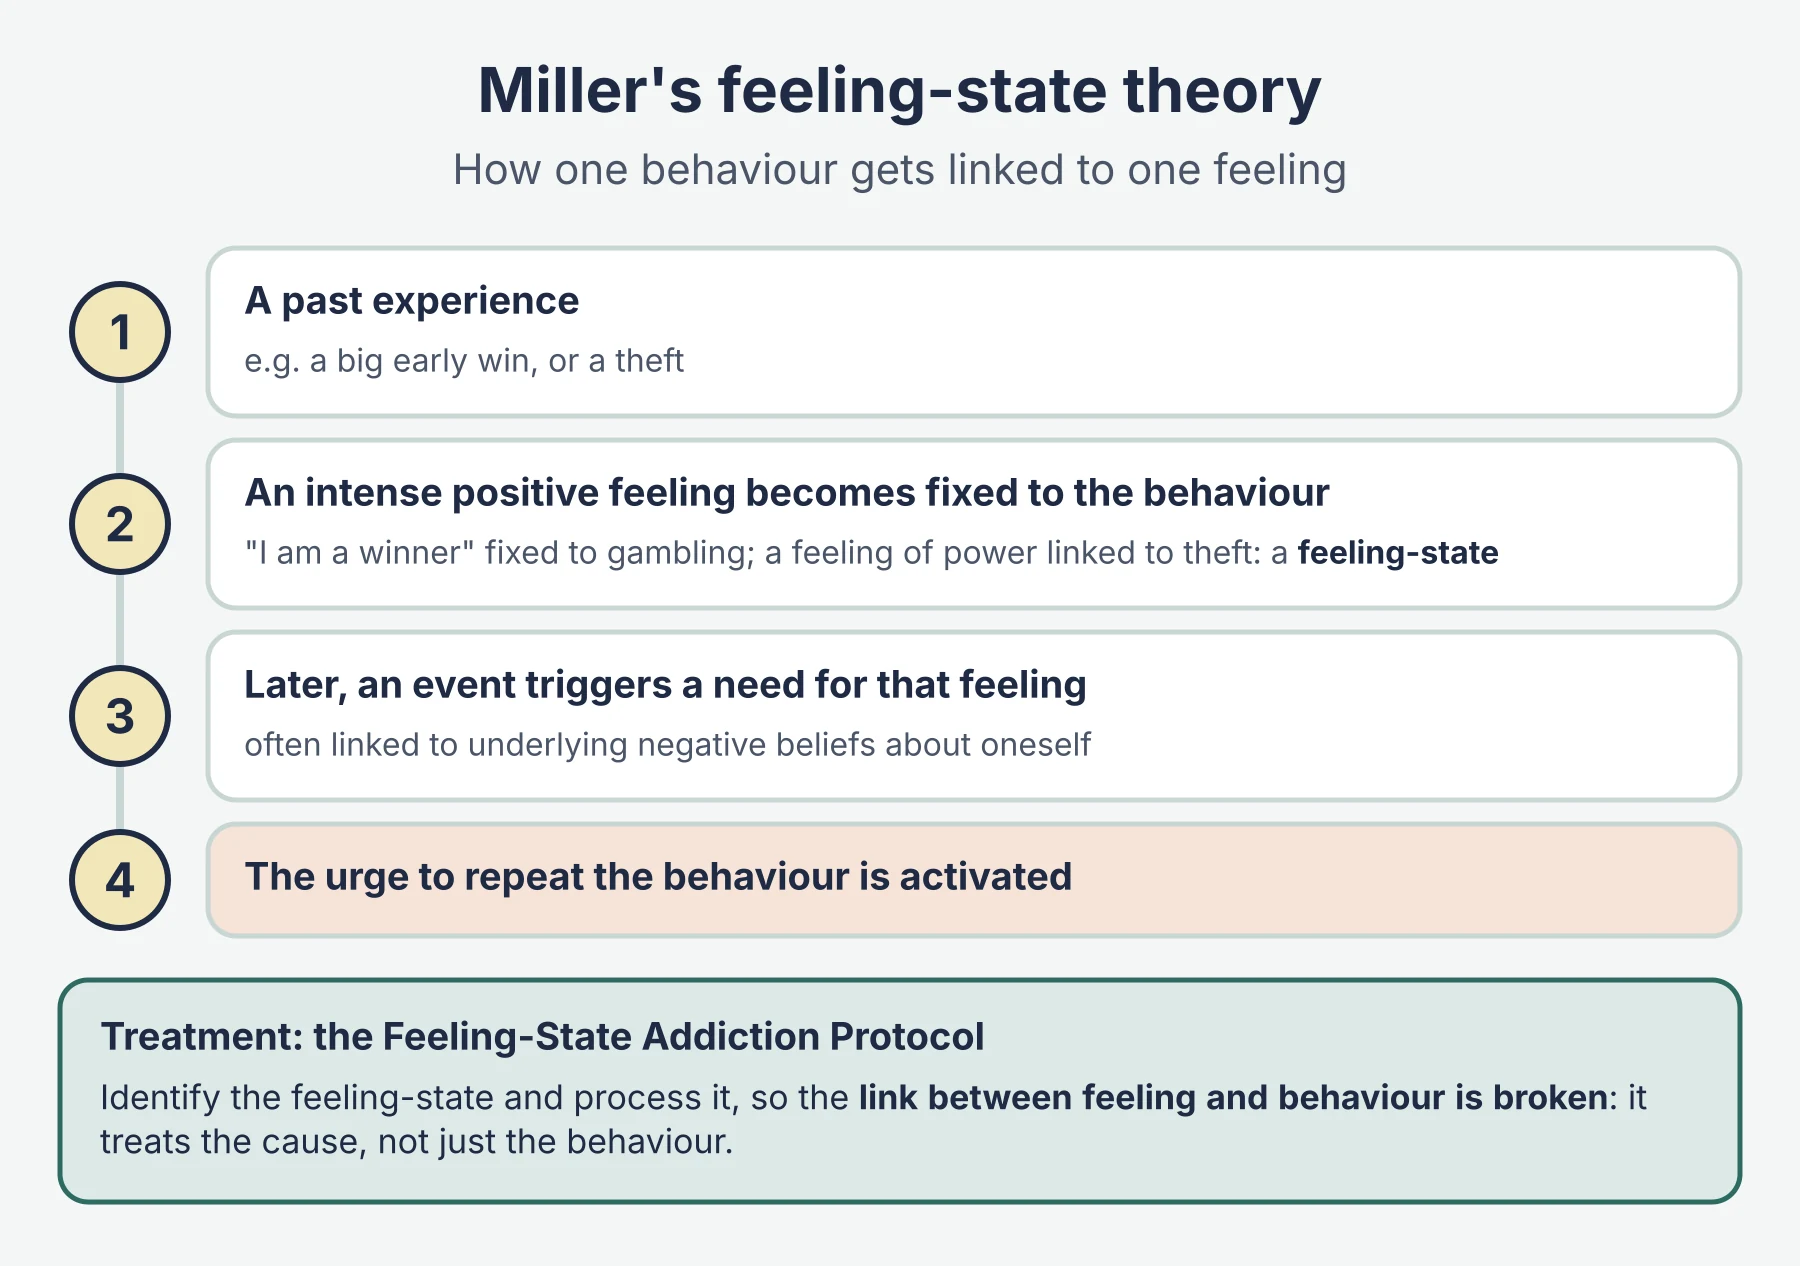 Miller's feeling-state theory
How one behaviour gets linked to one feeling
1
A past experience
e.g. a big early win, or a theft
2
An intense positive feeling becomes fixed to the behaviour
"I am a winner" fixed to gambling; a feeling of power linked to theft: a feeling-state
3
Later, an event triggers a need for that feeling
often linked to underlying negative beliefs about oneself
4
The urge to repeat the behaviour is activated
Treatment: the Feeling-State Addiction Protocol
Identify the feeling-state and process it, so the link between feeling and behaviour is broken: it
treats the cause, not just the behaviour.